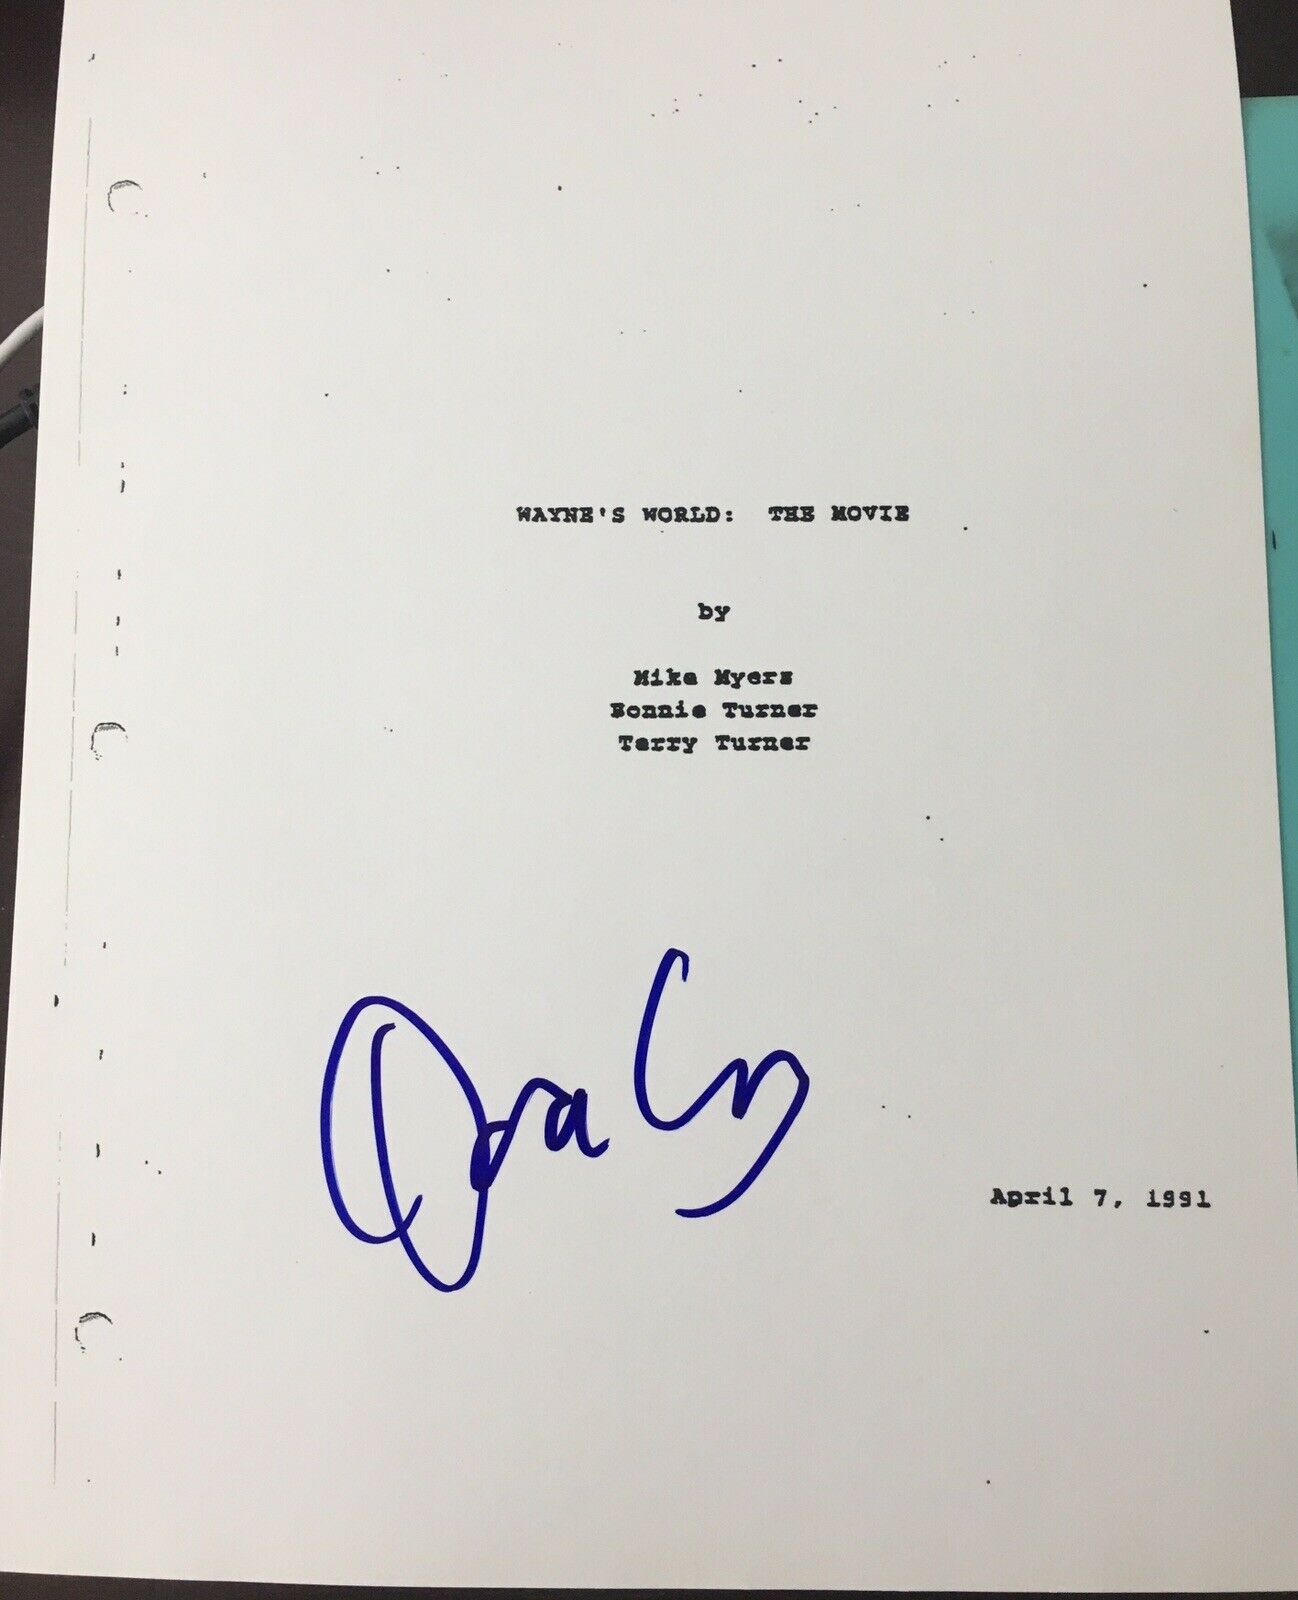 WAYNE'S WORLD: THE MOVIE
by
Mike Myers
Bonnie Turner
Terry Turner
April 7, 1991